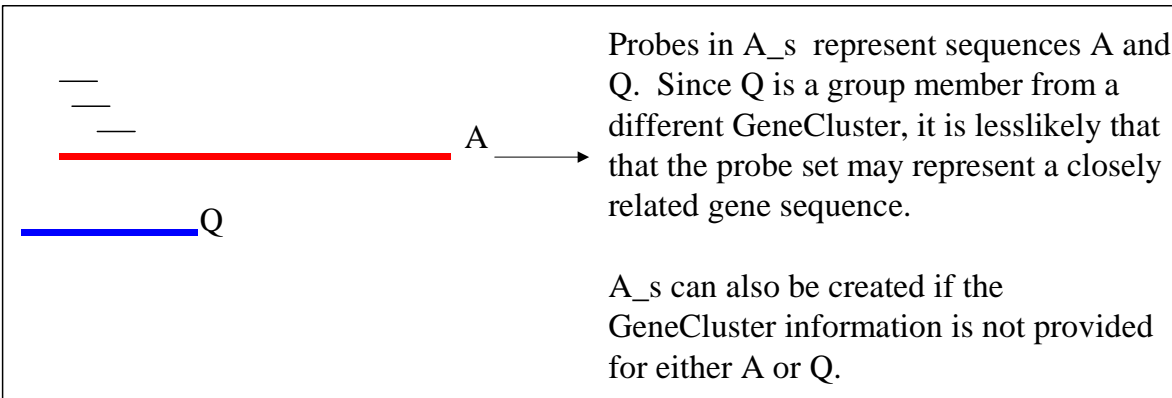 Probes in A_s represent sequences A and
Q. Since Q is a group member from a
different GeneCluster, it is lesslikely that
that the probe set may represent a closely
related gene sequence.
A
Q
A_s can also be created if the
GeneCluster information is not provided
for either A or Q.